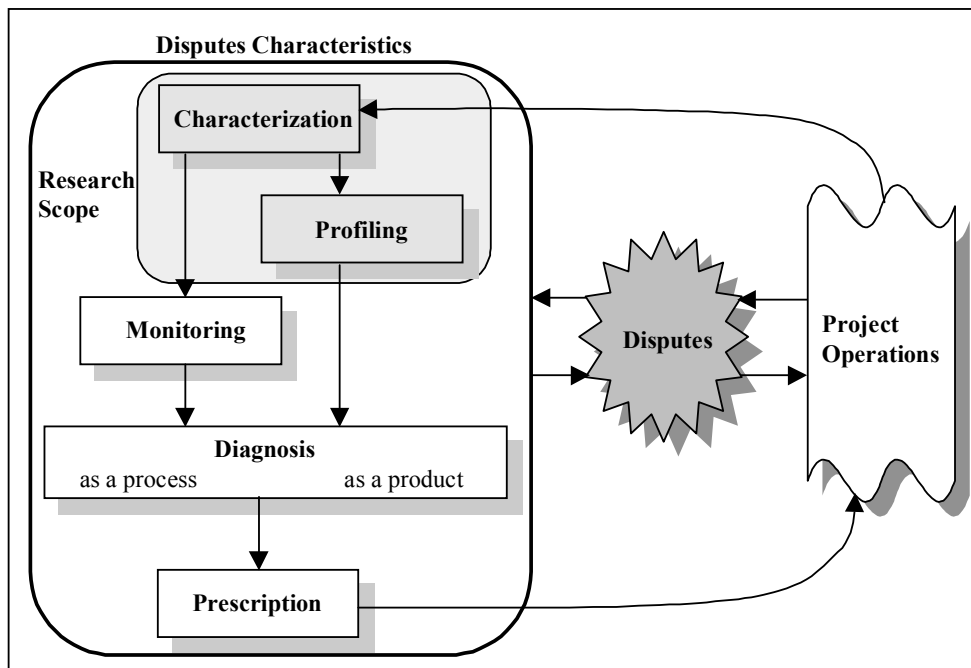 Disputes Characteristics
Characterization
Research
Scope
Profiling
Monitoring
Disputes
Project
Operations
Diagnosis
as a process as a product
Prescription